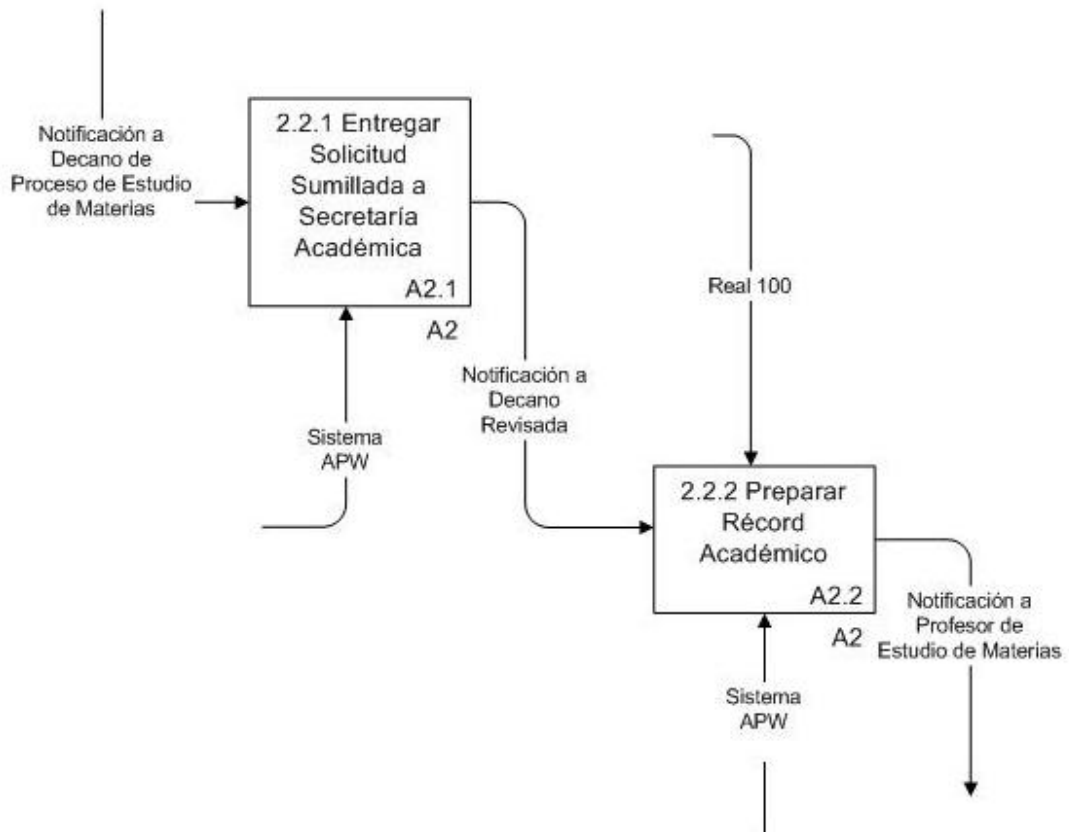 Notificación a
Decano de
Proceso de Estudio
de Materias
2.2.1 Entregar
Solicitud
Sumillada a
Secretaría
Académica
A2.1
A2
Sistema
APW
Notificación a
Decano
Revisada
Real 100
2.2.2 Preparar
Récord
Académico
A2.2
A2
Sistema
APW
Notificación a
Profesor de
Estudio de Materias